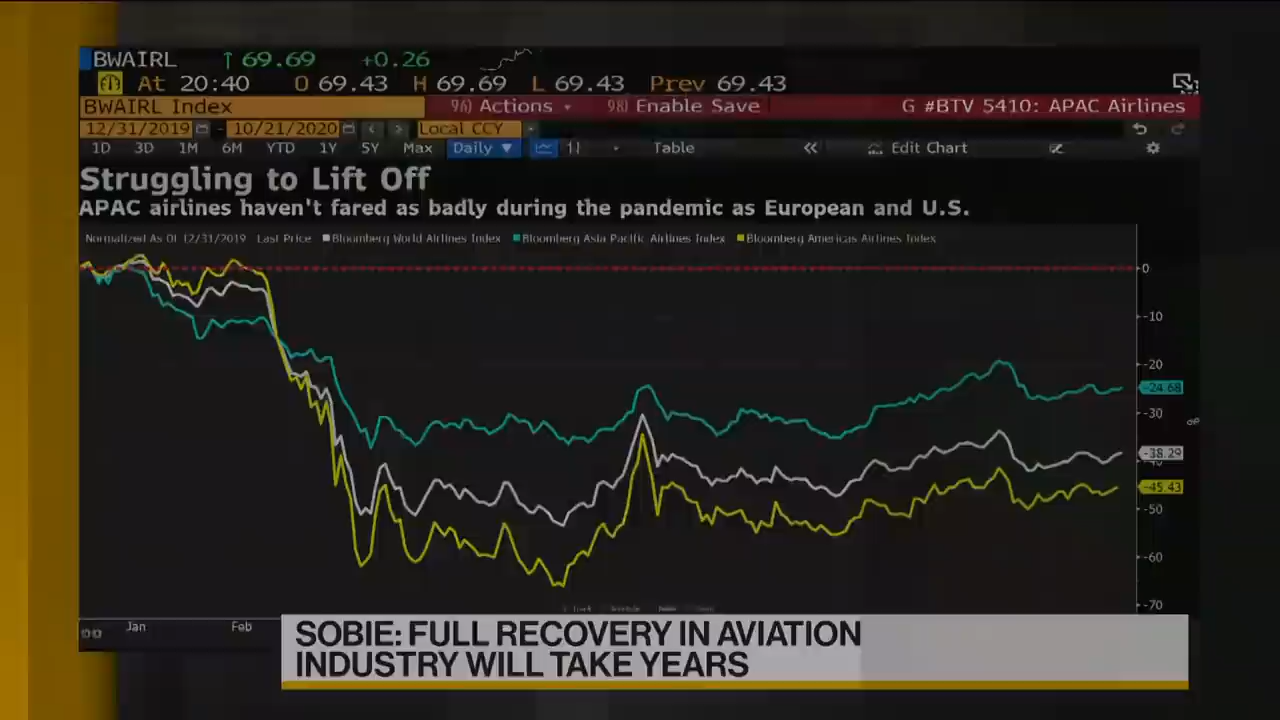 BWAIRL ↑ 69.69 +0.26
At 20:40 O 69.43 H 69.69 L 69.43 Prev 69.43
BWAIRL Index 96) Actions 98) Enable Save G #BTV 5410: APAC Airlines
12/31/2019 - 10/21/2020 < > Local CCY
1D 3D 1M 6M YTD 1Y 5Y Max Daily ▼ Table « Edit Chart
Struggling to Lift Off
APAC airlines haven't fared as badly during the pandemic as European and U.S.
Normalized As Of 12/31/2019 Last Price Bloomberg World Airlines Index Bloomberg Asia Pacific Airlines Index Bloomberg Americas Airlines Index
0
-10
-20
-24.68
-30
-38.29
-40
-45.43
-50
-60
-70
Jan Feb
SOBIE: FULL RECOVERY IN AVIATION
INDUSTRY WILL TAKE YEARS